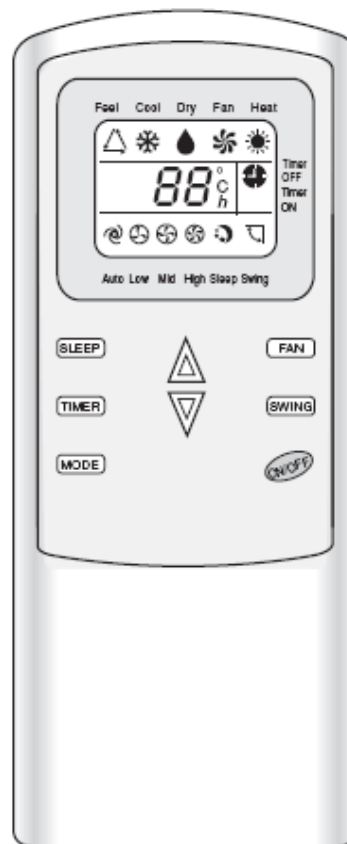 Feel Cool Dry Fan Heat
88°C
h
Timer
OFF
Timer
ON
Auto Low Mid High Sleep Swing
SLEEP FAN
TIMER SWING
MODE ON/OFF